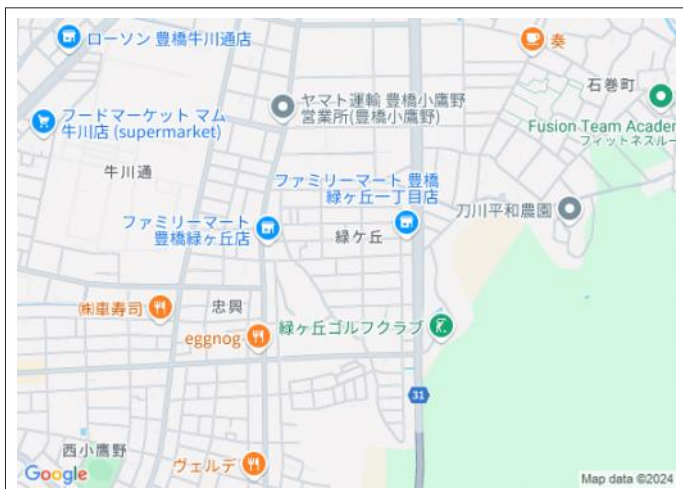 ローソン 豊橋牛川通店
奏
石巻町
フードマーケット マム
牛川店 (supermarket)
ヤマト運輸 豊橋小鷹野
営業所(豊橋小鷹野)
Fusion Team Acade
フィットネスルー
牛川通
ファミリーマート 豊橋
緑ヶ丘一丁目店
刀川平和農園
ファミリーマート
豊橋緑ヶ丘店
緑ケ丘
㈱車寿司
忠興
eggnog
緑ヶ丘ゴルフクラブ
31
西小鷹野
ヴェルデ
Google
Map data ©2024